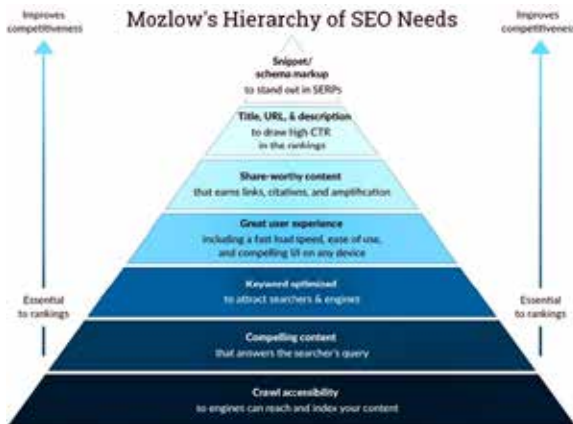 Mozlow's Hierarchy of SEO Needs
Improves
competitiveness
Improves
competitiveness
Snippet/
schema markup
to stand out in SERPs
Title, URL, & description
to draw high CTR
in the rankings
Share-worthy content
that earns links, citations, and amplification
Great user experience
including a fast load speed, ease of use,
and compelling UI on any device
Keyword optimized
to attract searchers & engines
Essential
to rankings
Essential
to rankings
Compelling content
that answers the searcher's query
Crawl accessibility
so engines can reach and index your content